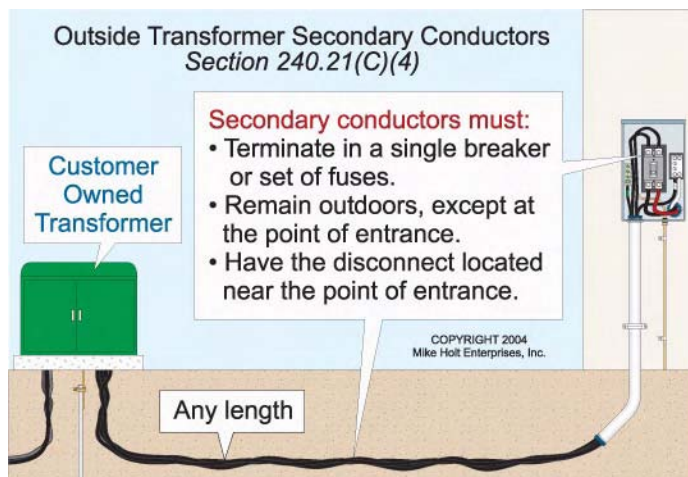 Outside Transformer Secondary Conductors
Section 240.21(C)(4)
Secondary conductors must:
• Terminate in a single breaker
or set of fuses.
• Remain outdoors, except at
the point of entrance.
• Have the disconnect located
near the point of entrance.
Customer
Owned
Transformer
COPYRIGHT 2004
Mike Holt Enterprises, Inc.
Any length